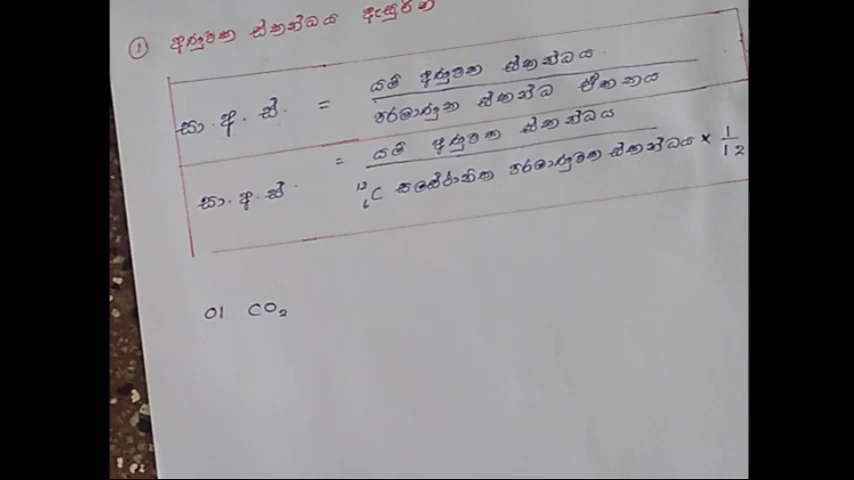 ① අණුවක ස්කන්ධය ඇසුරින්
සා.අ.ස්. = යම් අණුවක ස්කන්ධය
පරමාණුක ස්කන්ධ ඒකකය
සා.අ.ස්. = යම් අණුවක ස්කන්ධය
¹²₆C සමස්ථානික පරමාණුවක ස්කන්ධය × 1/12
01 CO₂